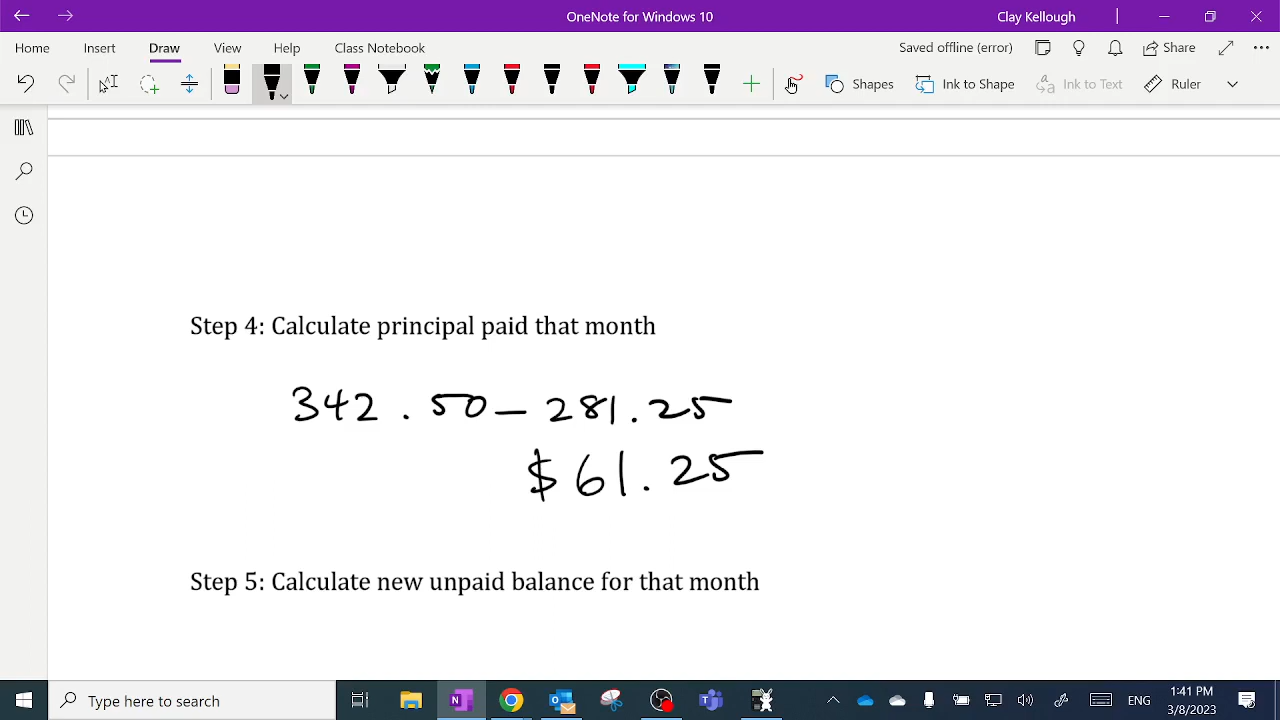 OneNote for Windows 10
Clay Kellough
Home Insert Draw View Help Class Notebook
Saved offline (error)
Share
Shapes
Ink to Shape
Ink to Text
Ruler
Step 4: Calculate principal paid that month
342.50 - 281.25
$61.25
Step 5: Calculate new unpaid balance for that month
Type here to search
ENG
1:41 PM
3/8/2023